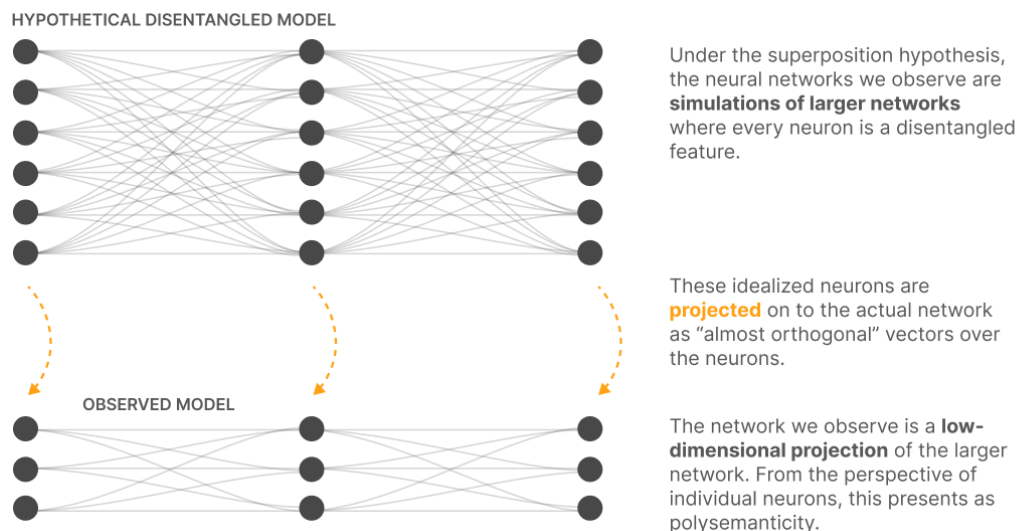 HYPOTHETICAL DISENTANGLED MODEL
Under the superposition hypothesis,
the neural networks we observe are
simulations of larger networks
where every neuron is a disentangled
feature.
These idealized neurons are
projected on to the actual network
as “almost orthogonal” vectors over
the neurons.
OBSERVED MODEL
The network we observe is a low-
dimensional projection of the larger
network. From the perspective of
individual neurons, this presents as
polysemanticity.